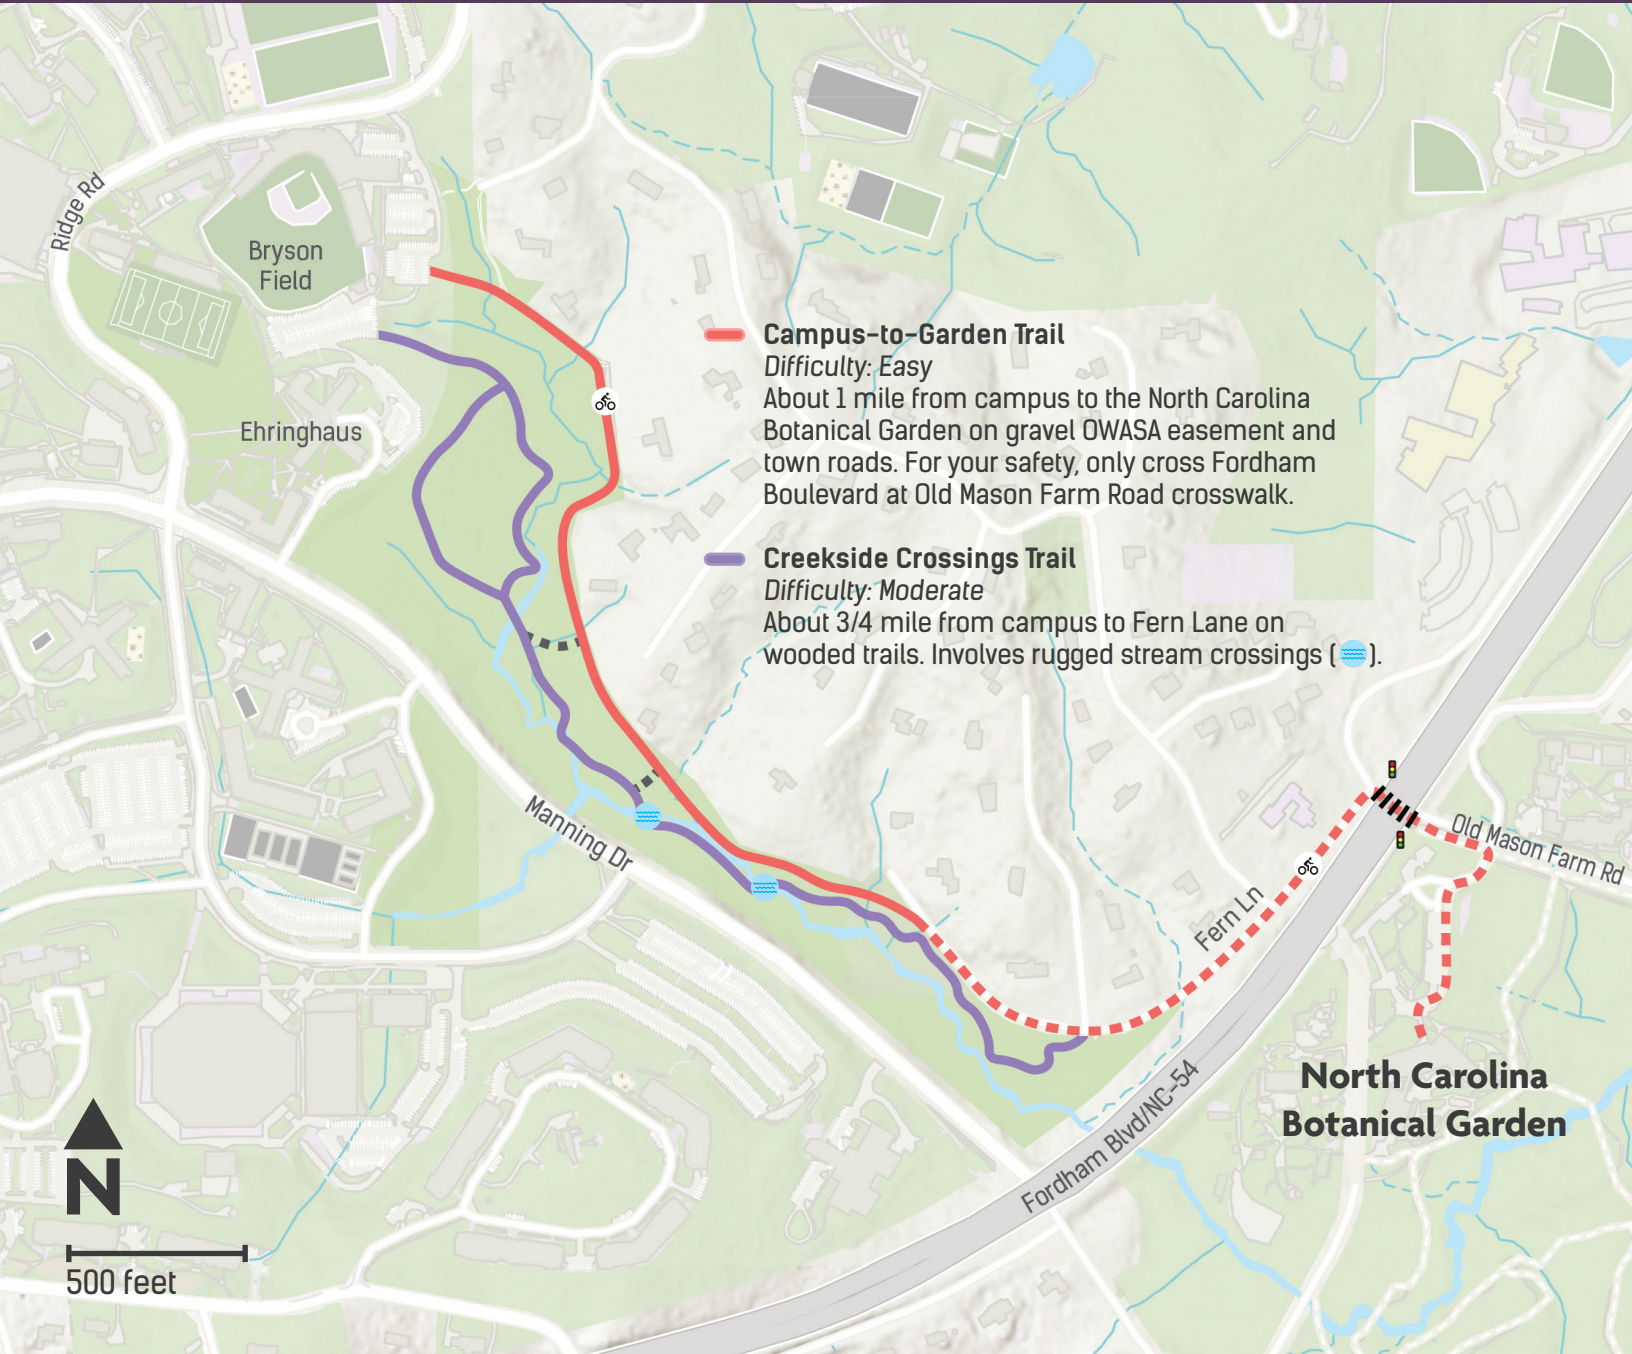 Ridge Rd
Bryson
Field
Ehringhaus
Campus-to-Garden Trail
Difficulty: Easy
About 1 mile from campus to the North Carolina
Botanical Garden on gravel OWASA easement and
town roads. For your safety, only cross Fordham
Boulevard at Old Mason Farm Road crosswalk.
Creekside Crossings Trail
Difficulty: Moderate
About 3/4 mile from campus to Fern Lane on
wooded trails. Involves rugged stream crossings ( ).
Manning Dr
Old Mason Farm Rd
Fern Ln
Fordham Blvd/NC-54
North Carolina
Botanical Garden
N
500 feet